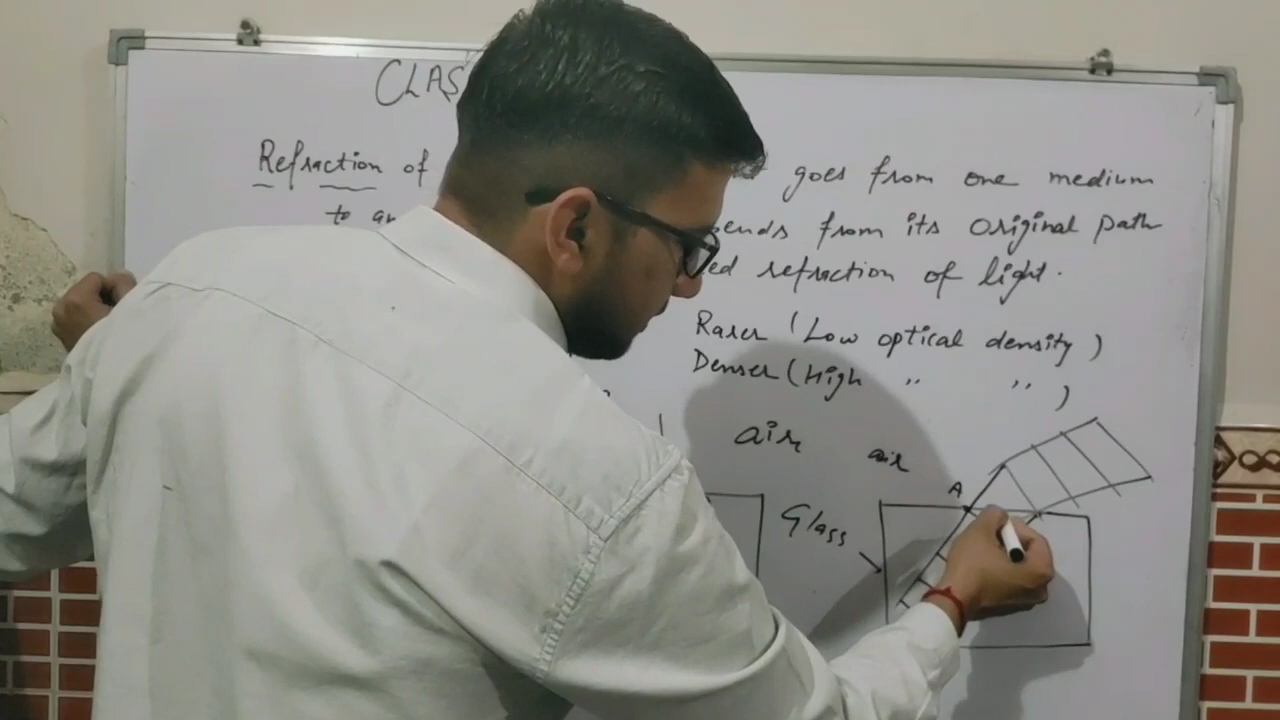 CLAS
Refraction of goes from one medium
to an ends from its original path
ed refraction of light.
Rarer (Low optical density)
Denser (High " ")
air air
A
Glass